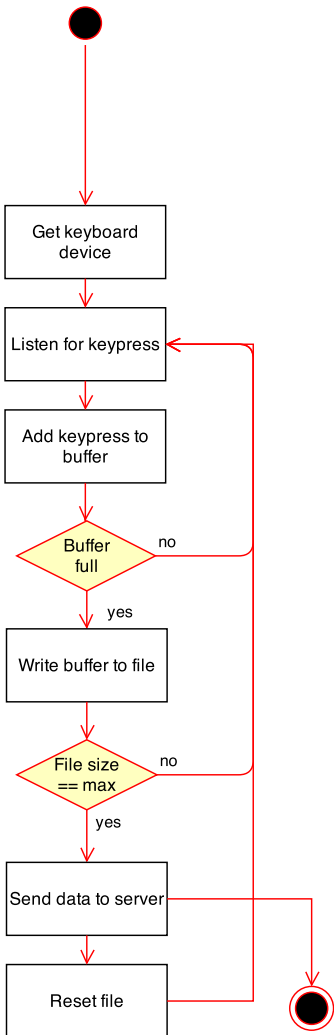 Get keyboard
device
Listen for keypress
Add keypress to
buffer
Buffer
full
no
yes
Write buffer to file
File size
== max
no
yes
Send data to server
Reset file